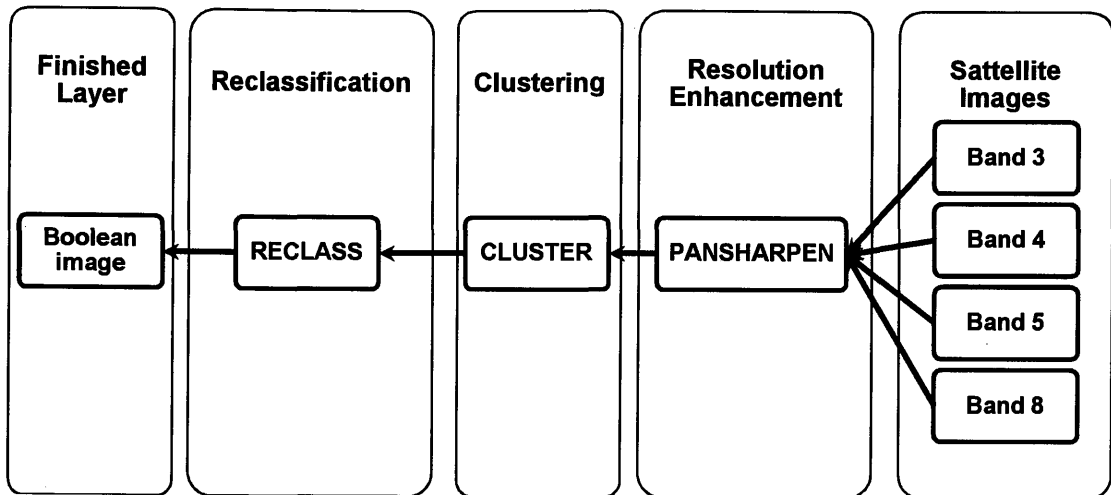 Finished
Layer
Boolean
image
Reclassification
RECLASS
Clustering
CLUSTER
Resolution
Enhancement
PANSHARPEN
Sattellite
Images
Band 3
Band 4
Band 5
Band 8